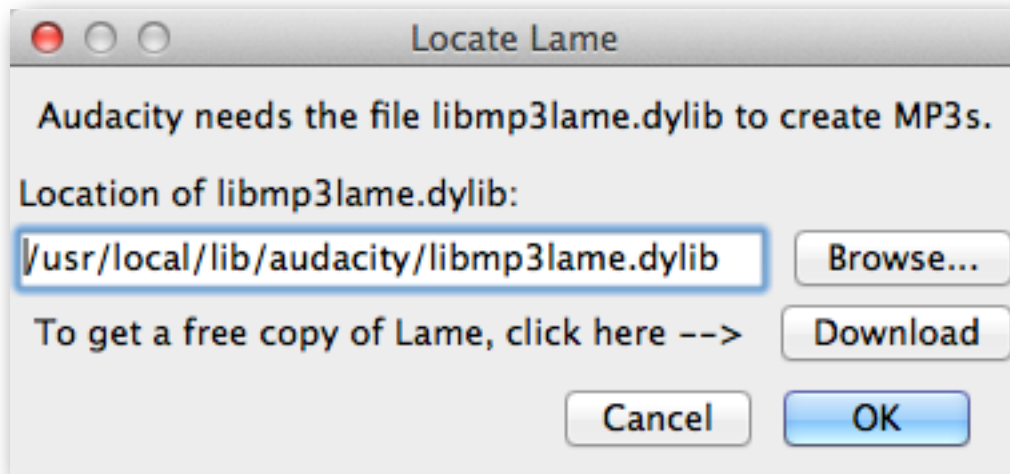 Locate Lame
Audacity needs the file libmp3lame.dylib to create MP3s.
Location of libmp3lame.dylib:
/usr/local/lib/audacity/libmp3lame.dylib Browse...
To get a free copy of Lame, click here --> Download
Cancel OK